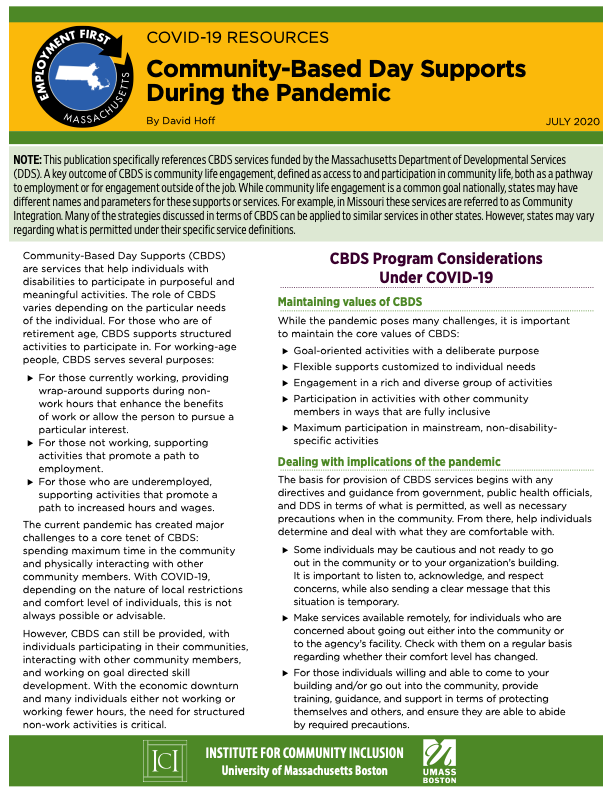 EMPLOYMENT FIRST
MASSACHUSETTS
COVID-19 RESOURCES
Community-Based Day Supports
During the Pandemic
By David Hoff
JULY 2020
NOTE: This publication specifically references CBDS services funded by the Massachusetts Department of Developmental Services
(DDS). A key outcome of CBDS is community life engagement, defined as access to and participation in community life, both as a pathway
to employment or for engagement outside of the job. While community life engagement is a common goal nationally, states may have
different names and parameters for these supports or services. For example, in Missouri these services are referred to as Community
Integration. Many of the strategies discussed in terms of CBDS can be applied to similar services in other states. However, states may vary
regarding what is permitted under their specific service definitions.
Community-Based Day Supports (CBDS)
are services that help individuals with
disabilities to participate in purposeful and
meaningful activities. The role of CBDS
varies depending on the particular needs
of the individual. For those who are of
retirement age, CBDS supports structured
activities to participate in. For working-age
people, CBDS serves several purposes:
▶ For those currently working, providing
wrap-around supports during non-
work hours that enhance the benefits
of work or allow the person to pursue a
particular interest.
▶ For those not working, supporting
activities that promote a path to
employment.
▶ For those who are underemployed,
supporting activities that promote a
path to increased hours and wages.
The current pandemic has created major
challenges to a core tenet of CBDS:
spending maximum time in the community
and physically interacting with other
community members. With COVID-19,
depending on the nature of local restrictions
and comfort level of individuals, this is not
always possible or advisable.
However, CBDS can still be provided, with
individuals participating in their communities,
interacting with other community members,
and working on goal directed skill
development. With the economic downturn
and many individuals either not working or
working fewer hours, the need for structured
non-work activities is critical.
CBDS Program Considerations
Under COVID-19
Maintaining values of CBDS
While the pandemic poses many challenges, it is important
to maintain the core values of CBDS:
▶ Goal-oriented activities with a deliberate purpose
▶ Flexible supports customized to individual needs
▶ Engagement in a rich and diverse group of activities
▶ Participation in activities with other community
members in ways that are fully inclusive
▶ Maximum participation in mainstream, non-disability-
specific activities
Dealing with implications of the pandemic
The basis for provision of CBDS services begins with any
directives and guidance from government, public health officials,
and DDS in terms of what is permitted, as well as necessary
precautions when in the community. From there, help individuals
determine and deal with what they are comfortable with.
▶ Some individuals may be cautious and not ready to go
out in the community or to your organization's building.
It is important to listen to, acknowledge, and respect
concerns, while also sending a clear message that this
situation is temporary.
▶ Make services available remotely, for individuals who are
concerned about going out either into the community or
to the agency's facility. Check with them on a regular basis
regarding whether their comfort level has changed.
▶ For those individuals willing and able to come to your
building and/or go out into the community, provide
training, guidance, and support in terms of protecting
themselves and others, and ensure they are able to abide
by required precautions.
ICI
INSTITUTE FOR COMMUNITY INCLUSION
University of Massachusetts Boston
UMASS
BOSTON